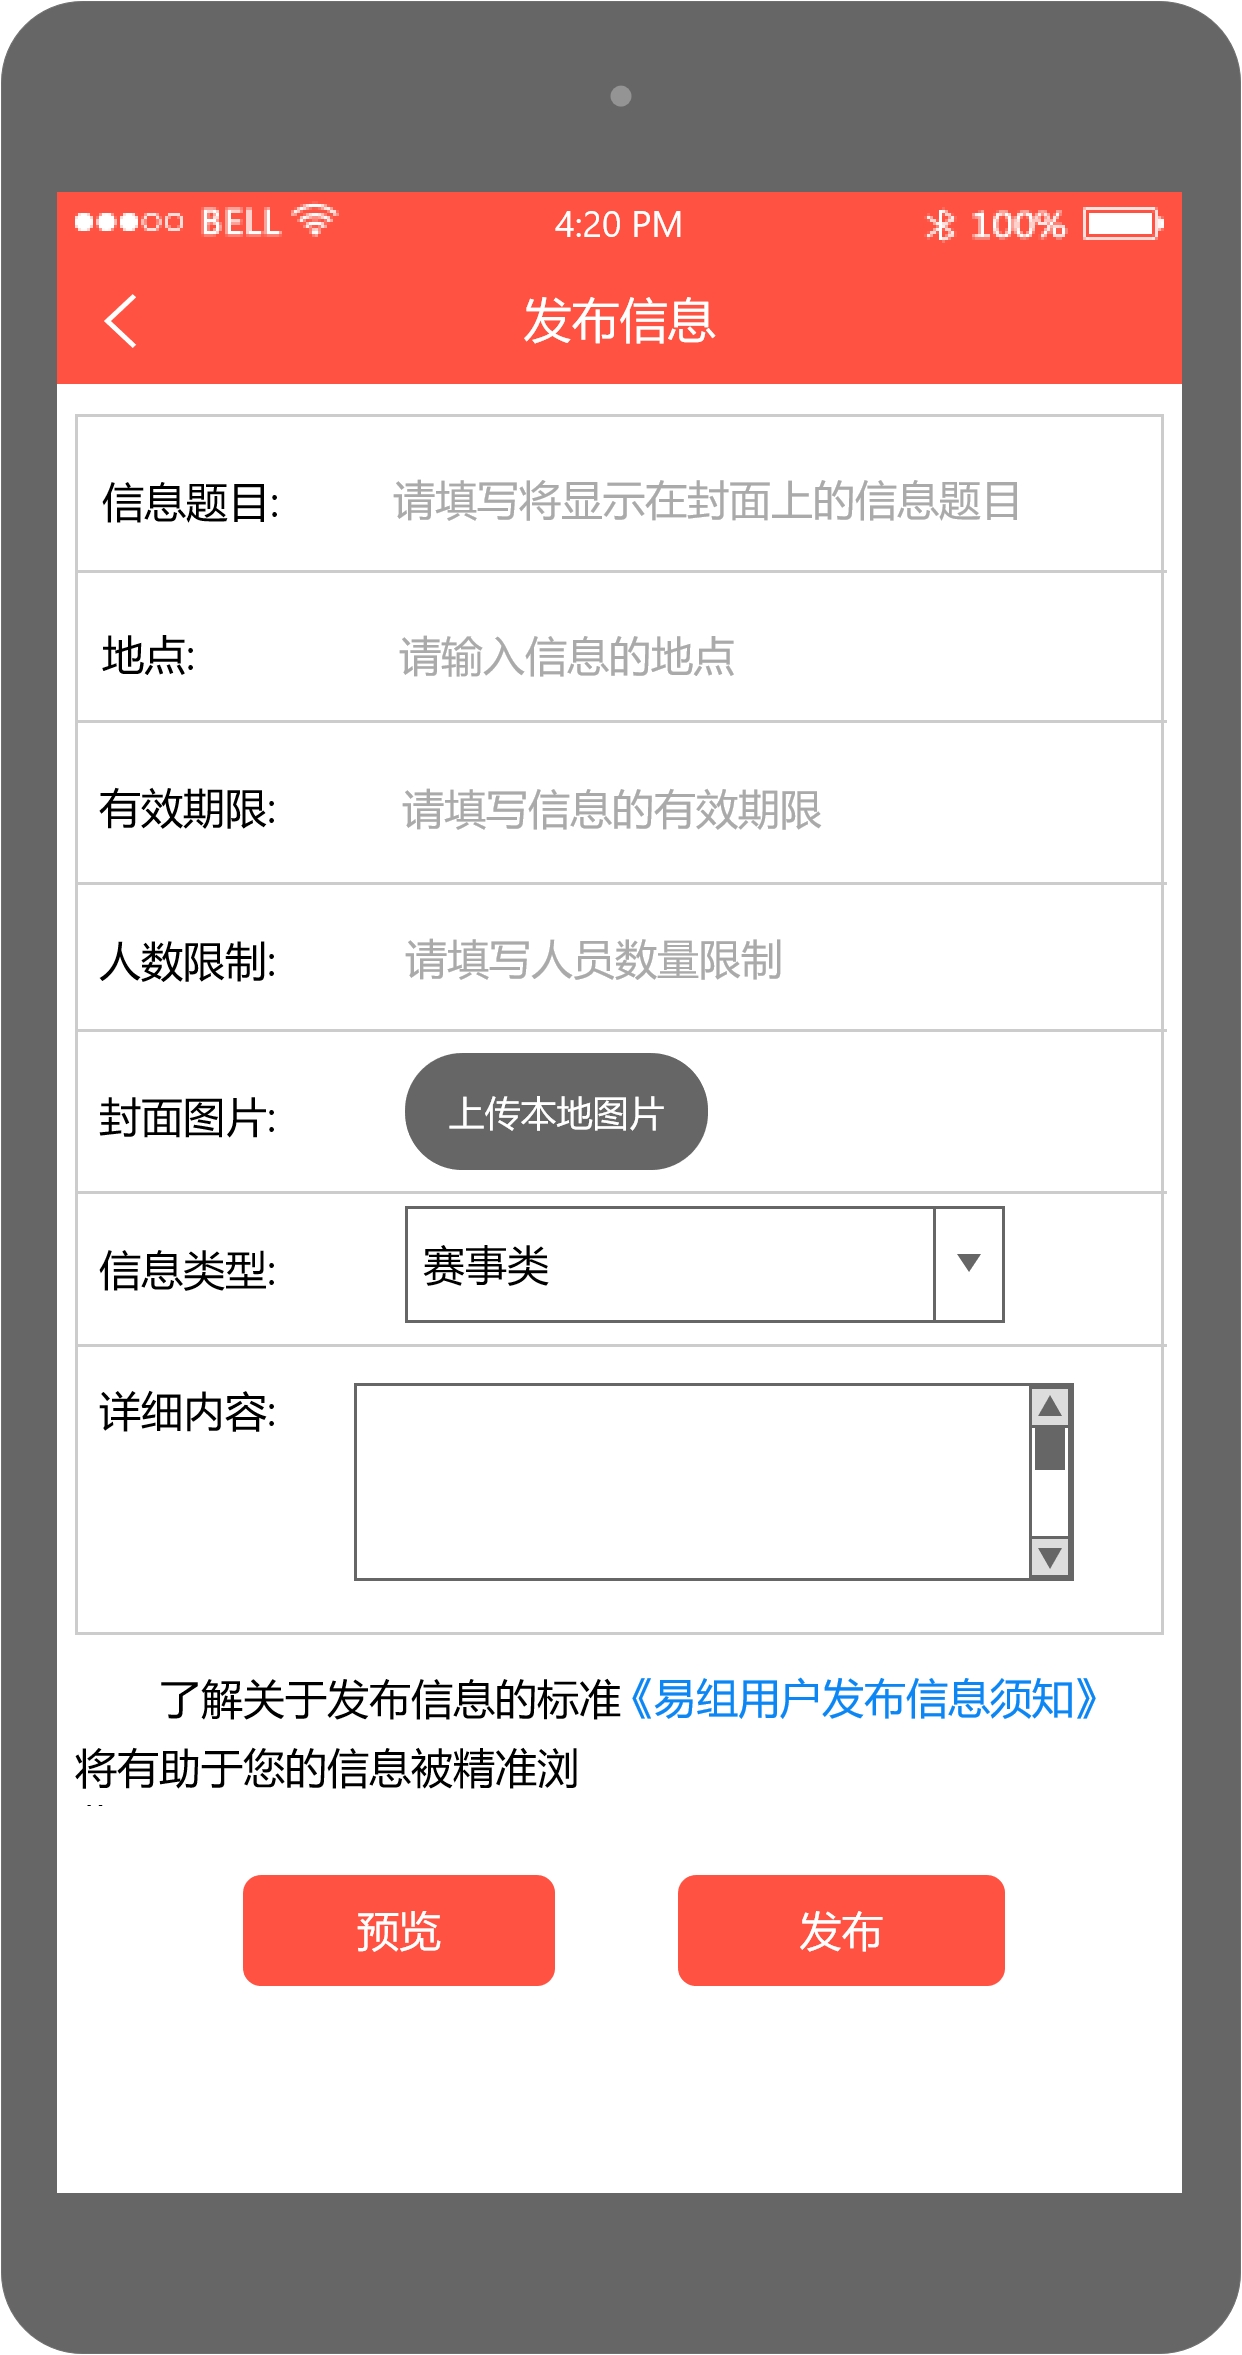 BELL 4:20 PM 100%
发布信息
信息题目: 请填写将显示在封面上的信息题目
地点: 请输入信息的地点
有效期限: 请填写信息的有效期限
人数限制: 请填写人员数量限制
封面图片: 上传本地图片
信息类型: 赛事类
详细内容:
了解关于发布信息的标准《易组用户发布信息须知》
将有助于您的信息被精准浏
预览 发布